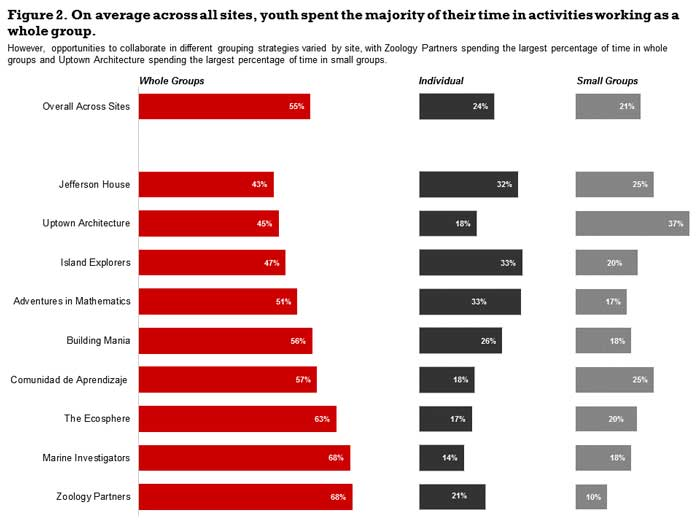 Figure 2. On average across all sites, youth spent the majority of their time in activities working as a
whole group.
However, opportunities to collaborate in different grouping strategies varied by site, with Zoology Partners spending the largest percentage of time in whole
groups and Uptown Architecture spending the largest percentage of time in small groups.
Whole Groups Individual Small Groups
Overall Across Sites 55% 24% 21%
Jefferson House 43% 32% 25%
Uptown Architecture 45% 18% 37%
Island Explorers 47% 33% 20%
Adventures in Mathematics 51% 33% 17%
Building Mania 56% 26% 18%
Comunidad de Aprendizaje 57% 18% 25%
The Ecosphere 63% 17% 20%
Marine Investigators 68% 14% 18%
Zoology Partners 68% 21% 10%